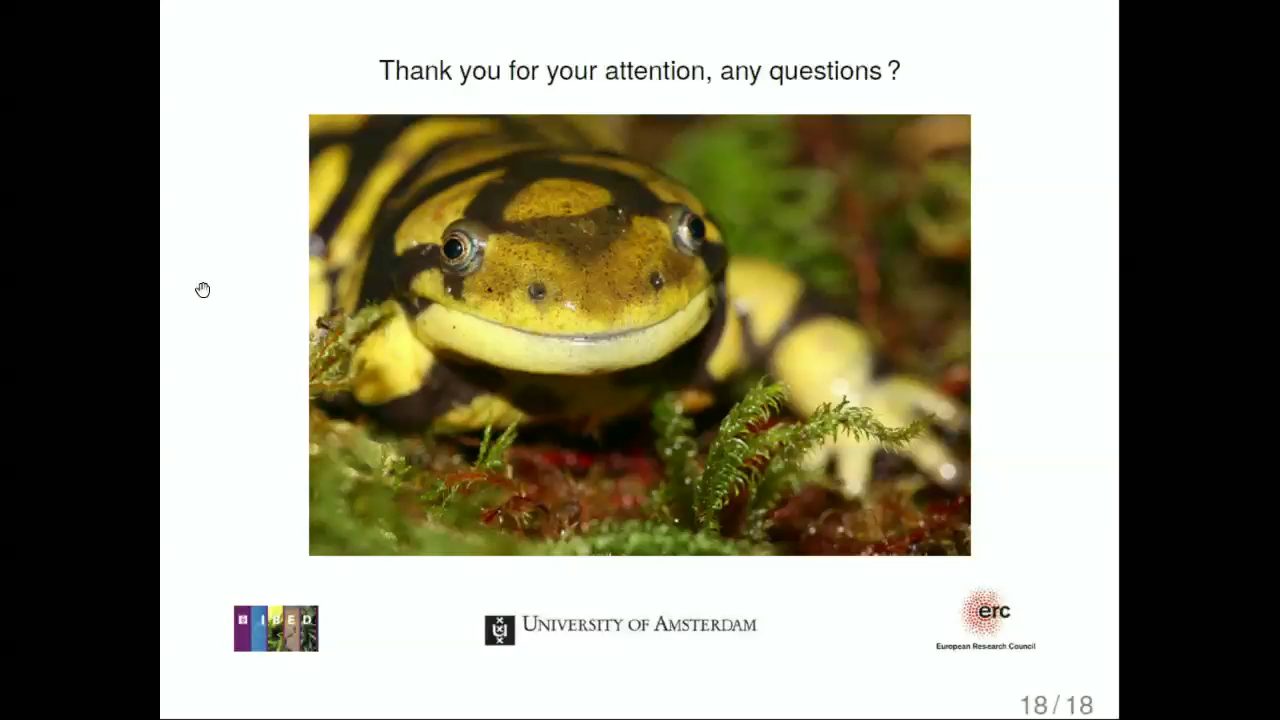 Thank you for your attention, any questions ?
IBED
UNIVERSITY OF AMSTERDAM
erc
European Research Council
18 / 18